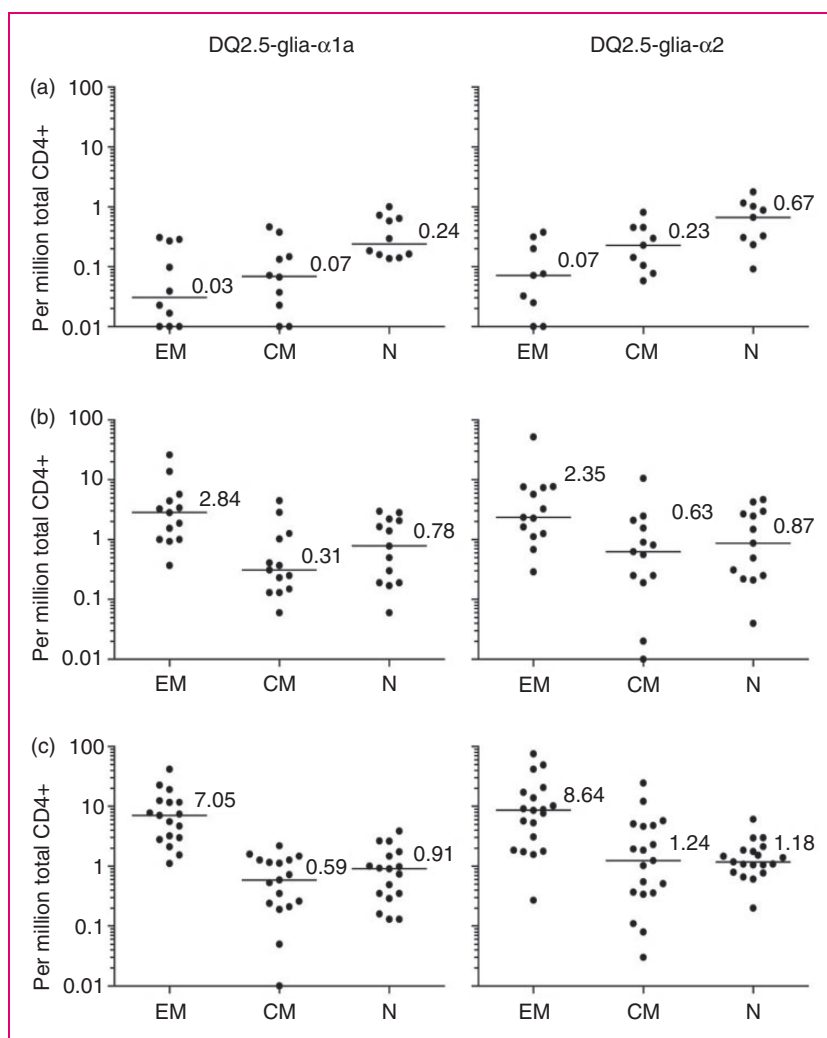 DQ2.5-glia-α1a DQ2.5-glia-α2
(a)
Per million total CD4+
100
10
1
0.1
0.01
0.03
0.07
0.24
EM CM N
0.07
0.23
0.67
EM CM N
(b)
Per million total CD4+
100
10
1
0.1
0.01
2.84
0.31
0.78
EM CM N
2.35
0.63
0.87
EM CM N
(c)
Per million total CD4+
100
10
1
0.1
0.01
7.05
0.59
0.91
EM CM N
8.64
1.24
1.18
EM CM N